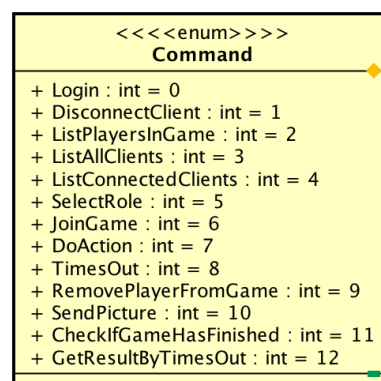 <<<<enum>>>>
Command
+ Login : int = 0
+ DisconnectClient : int = 1
+ ListPlayersInGame : int = 2
+ ListAllClients : int = 3
+ ListConnectedClients : int = 4
+ SelectRole : int = 5
+ JoinGame : int = 6
+ DoAction : int = 7
+ TimesOut : int = 8
+ RemovePlayerFromGame : int = 9
+ SendPicture : int = 10
+ CheckIfGameHasFinished : int = 11
+ GetResultByTimesOut : int = 12